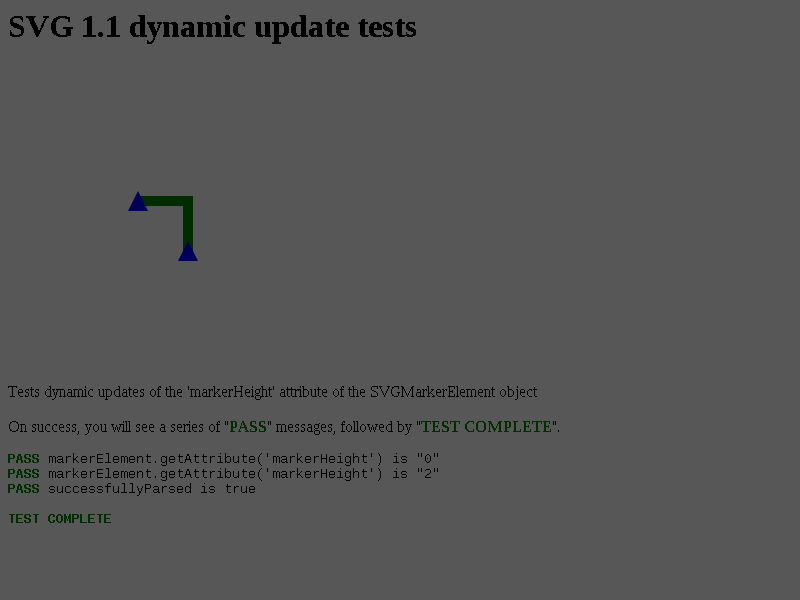 SVG 1.1 dynamic update tests
Tests dynamic updates of the 'markerHeight' attribute of the SVGMarkerElement object
On success, you will see a series of "PASS" messages, followed by "TEST COMPLETE".
PASS markerElement.getAttribute('markerHeight') is "0"
PASS markerElement.getAttribute('markerHeight') is "2"
PASS successfullyParsed is true
TEST COMPLETE